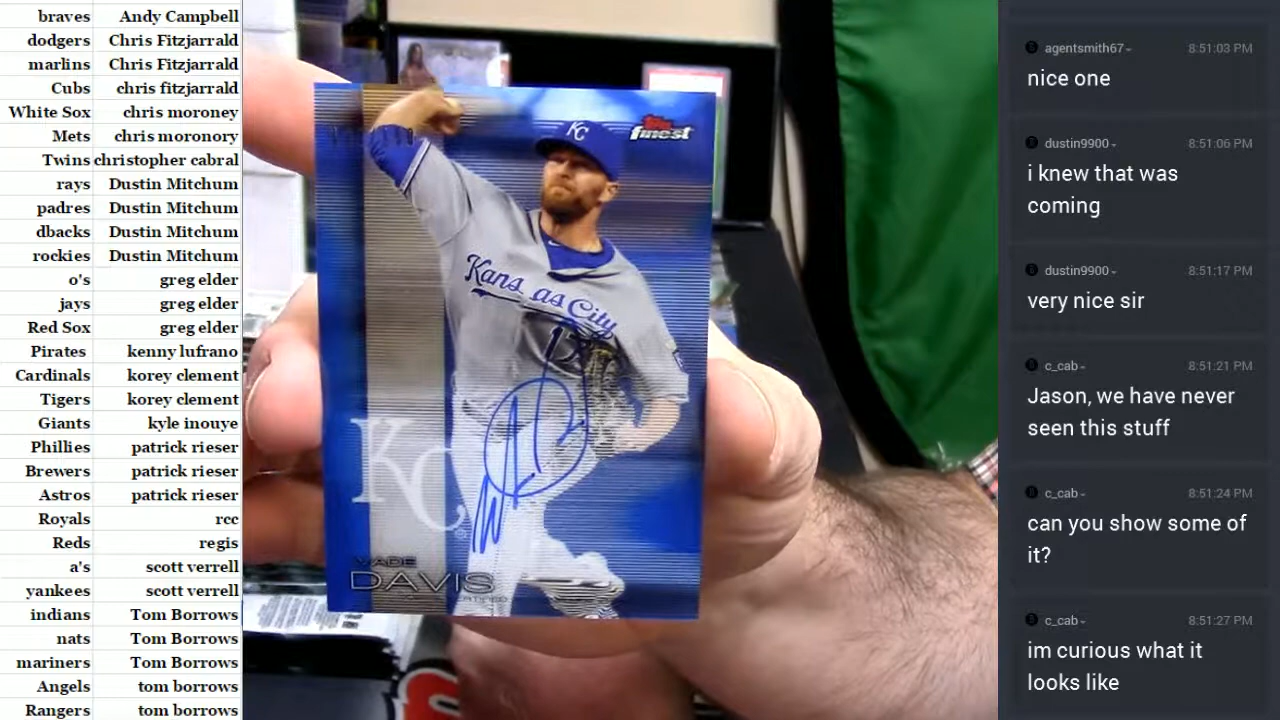 braves Andy Campbell
dodgers Chris Fitzjarrald
marlins Chris Fitzjarrald
Cubs chris fitzjarrald
White Sox chris moroney
Mets chris moronory
Twins christopher cabral
rays Dustin Mitchum
padres Dustin Mitchum
dbacks Dustin Mitchum
rockies Dustin Mitchum
o's greg elder
jays greg elder
Red Sox greg elder
Pirates kenny lufrano
Cardinals korey clement
Tigers korey clement
Giants kyle inouye
Phillies patrick rieser
Brewers patrick rieser
Astros patrick rieser
Royals rcc
Reds regis
a's scott verrell
yankees scott verrell
indians Tom Borrows
nats Tom Borrows
mariners Tom Borrows
Angels tom borrows
Rangers tom borrows
Topps
finest
KC
Kansas City
17
KC
WADE
DAVIS
agentsmith67 8:51:03 PM
nice one
dustin9900 8:51:06 PM
i knew that was
coming
dustin9900 8:51:17 PM
very nice sir
c_cab 8:51:21 PM
Jason, we have never
seen this stuff
c_cab 8:51:24 PM
can you show some of
it?
c_cab 8:51:27 PM
im curious what it
looks like